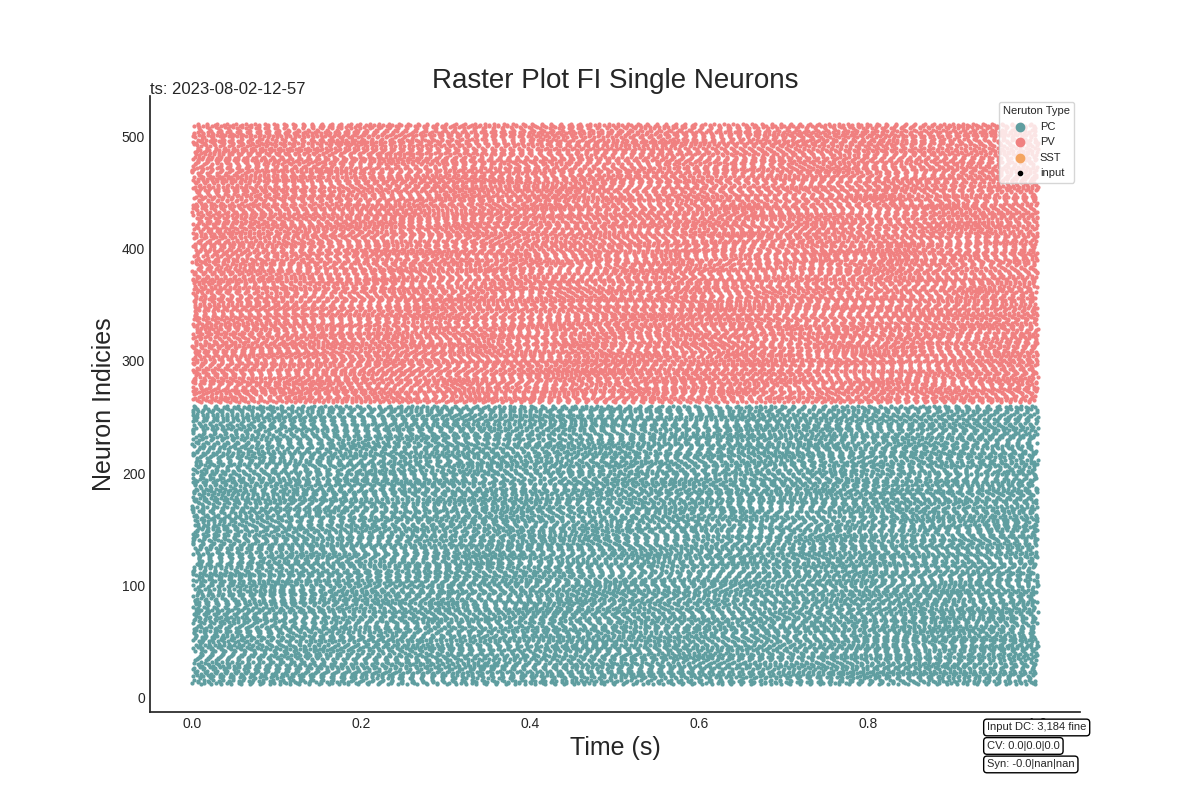 Raster Plot FI Single Neurons
ts: 2023-08-02-12-57
Neruton Type
PC
PV
SST
input
Neuron Indicies
500
400
300
200
100
0
0.0
0.2
0.4
0.6
0.8
Time (s)
Input DC: 3,184 fine
CV: 0.0|0.0|0.0
Syn: -0.0|nan|nan